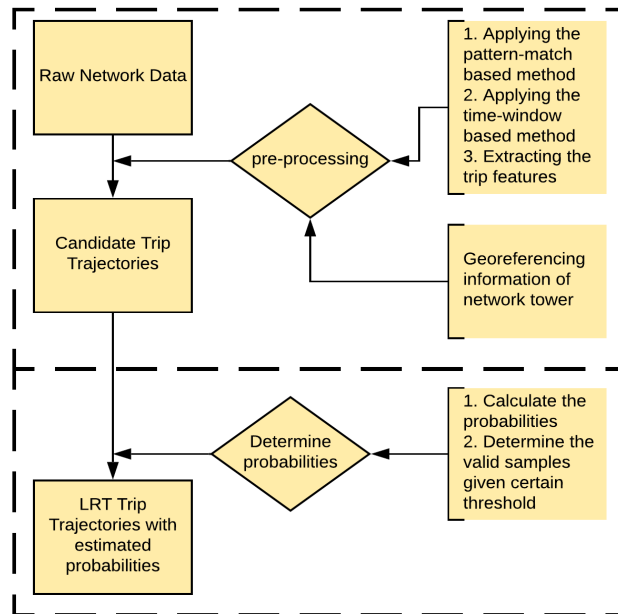 Raw Network Data
1. Applying the
pattern-match
based method
2. Applying the
time-window
based method
3. Extracting the
trip features
pre-processing
Candidate Trip
Trajectories
Georeferencing
information of
network tower
Determine
probabilities
1. Calculate the
probabilities
2. Determine the
valid samples
given certain
threshold
LRT Trip
Trajectories with
estimated
probabilities